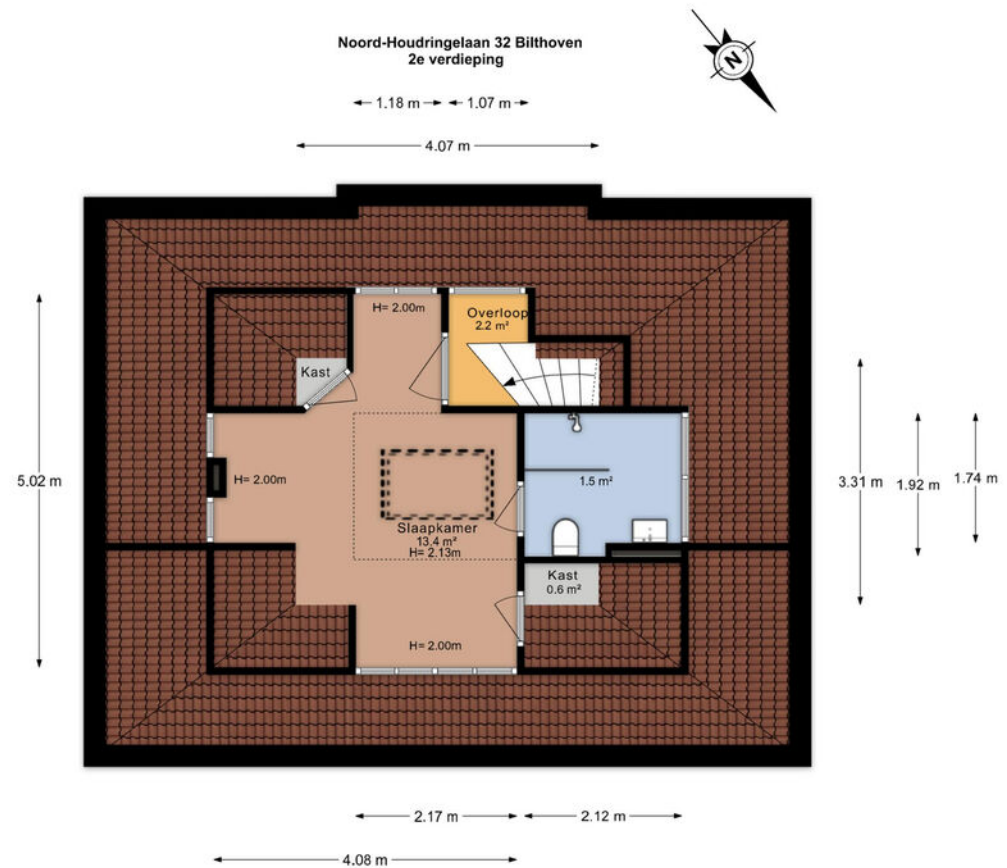 Noord-Houdringelaan 32 Bilthoven
2e verdieping
N
1.18 m
1.07 m
4.07 m
H= 2.00m
Overloop
2.2 m²
Kast
5.02 m
H= 2.00m
1.5 m²
3.31 m
1.92 m
1.74 m
Slaapkamer
13.4 m²
H= 2.13m
Kast
0.6 m²
H= 2.00m
2.17 m
2.12 m
4.08 m